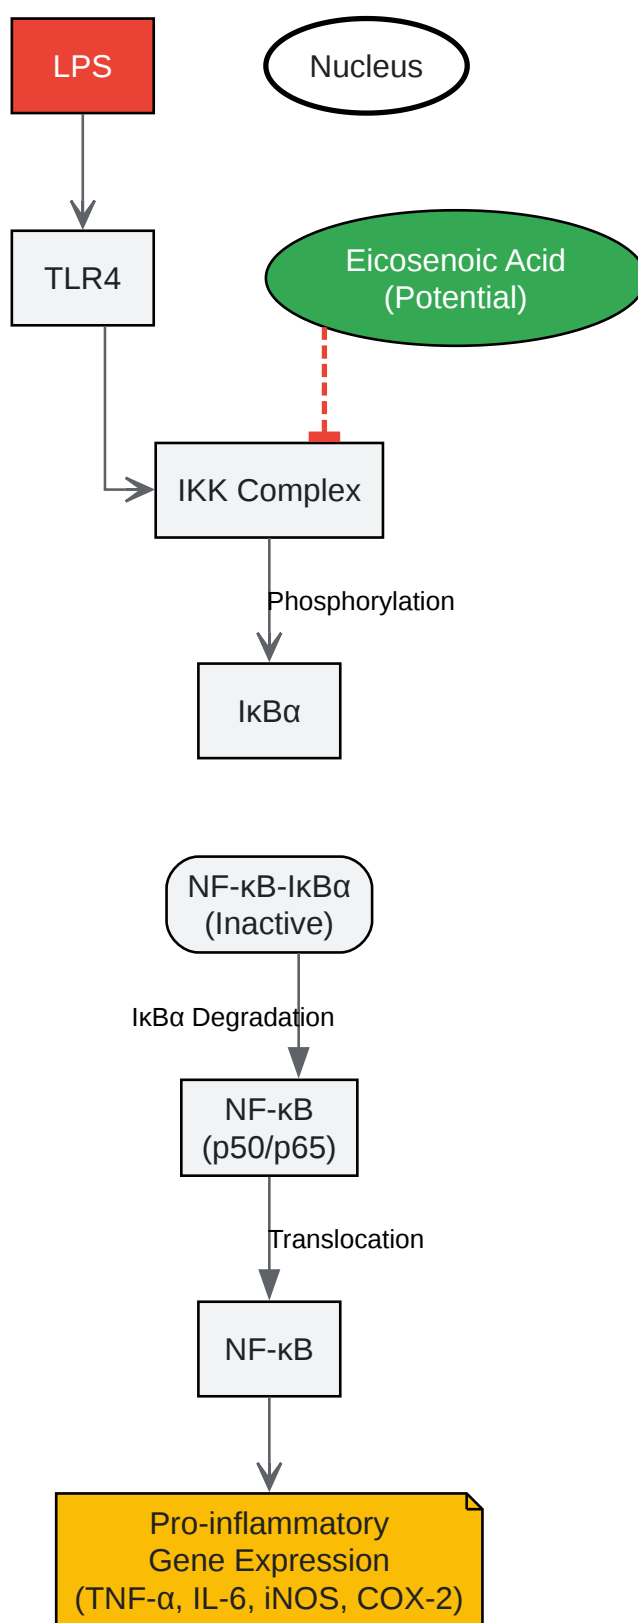 LPS
Nucleus
TLR4
Eicosenoic Acid
(Potential)
IKK Complex
Phosphorylation
IκBα
NF-κB-IκBα
(Inactive)
IκBα Degradation
NF-κB
(p50/p65)
Translocation
NF-κB
Pro-inflammatory
Gene Expression
(TNF-α, IL-6, iNOS, COX-2)